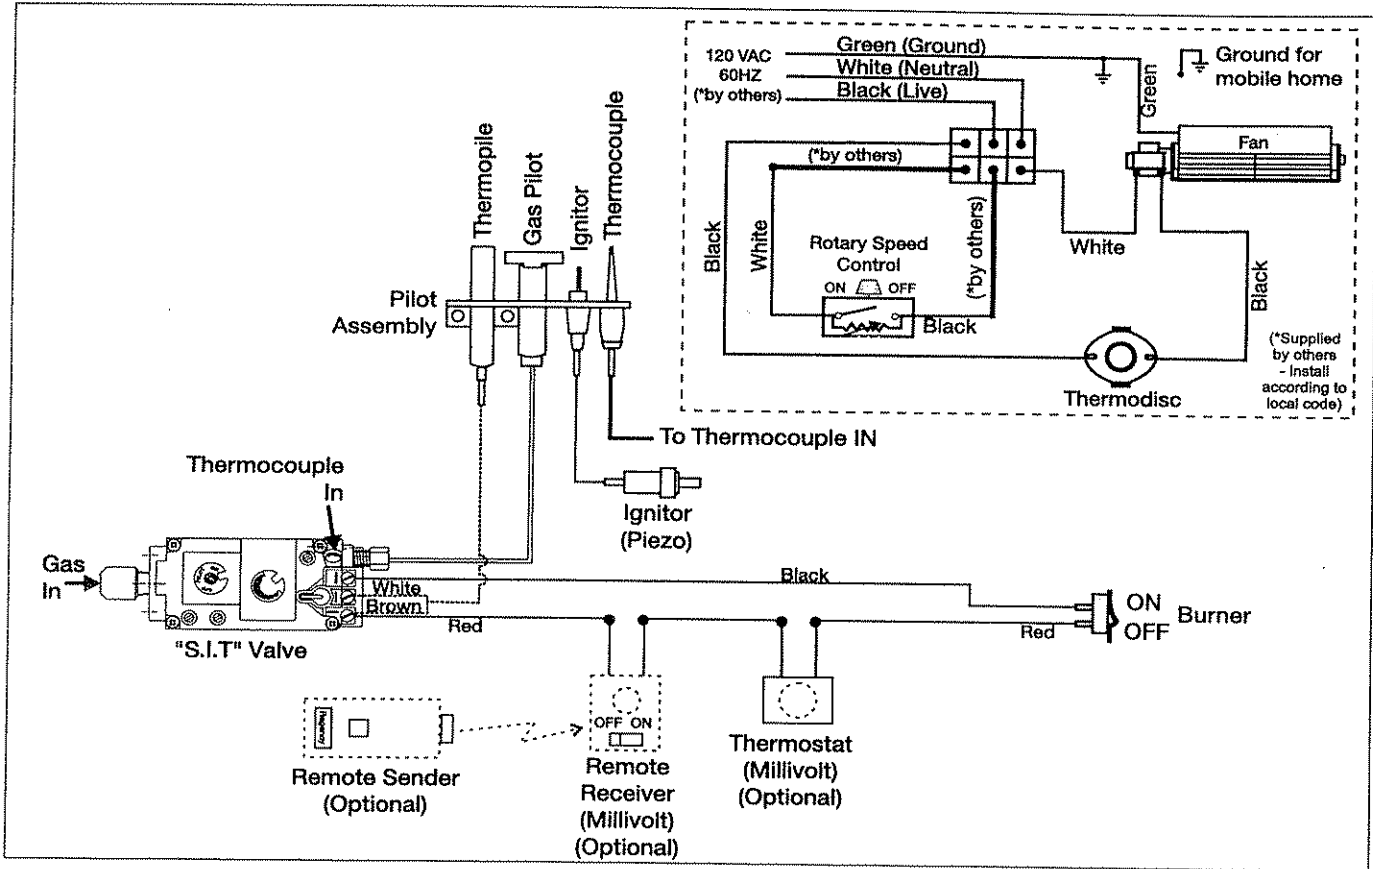 120 VAC
60HZ
(*by others)
Green (Ground)
White (Neutral)
Black (Live)
Green
Ground for
mobile home
Fan
(*by others)
Black
White
Rotary Speed
Control
ON OFF
Black
(*by others)
White
Black
Thermodisc
(*Supplied
by others
- Install
according to
local code)
Thermopile
Gas Pilot
Ignitor
Thermocouple
Pilot
Assembly
To Thermocouple IN
Ignitor
(Piezo)
Thermocouple
In
Gas
In
White
Brown
Red
Black
Red
ON
OFF
Burner
"S.I.T" Valve
Regency
Remote Sender
(Optional)
OFF ON
Remote
Receiver
(Millivolt)
(Optional)
Thermostat
(Millivolt)
(Optional)